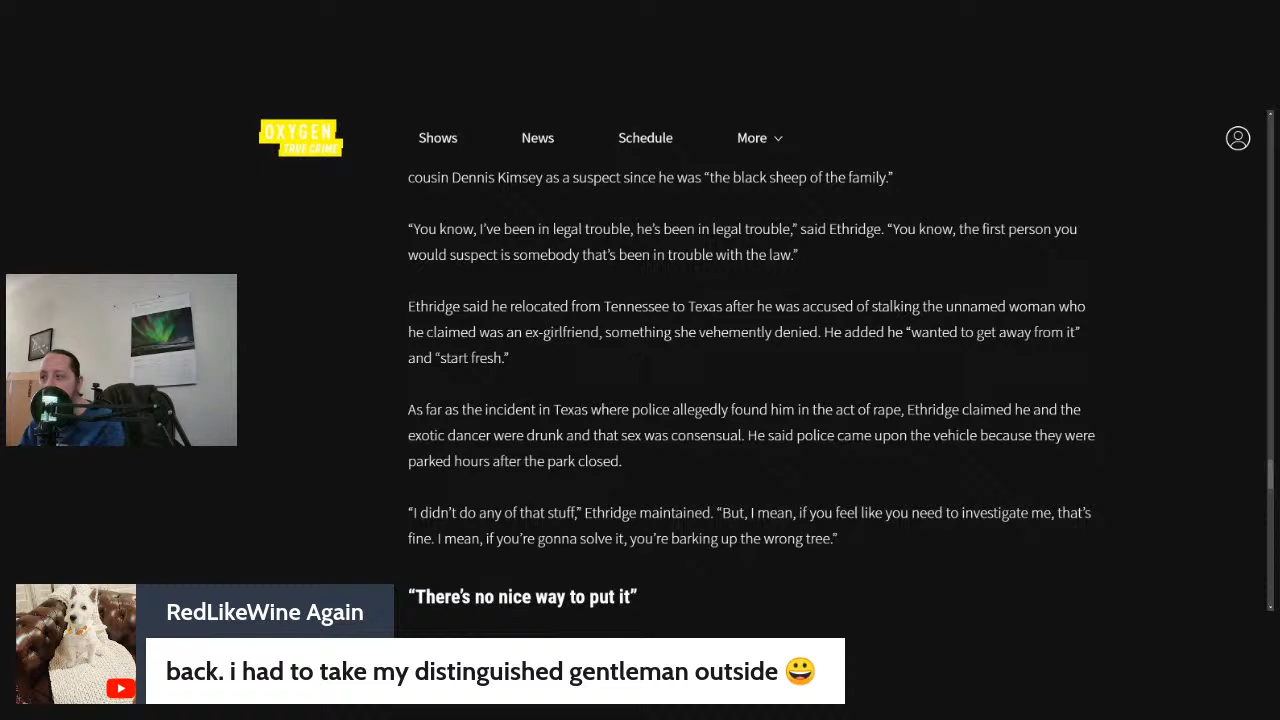 OXYGEN
TRUE CRIME
Shows
News
Schedule
More
cousin Dennis Kimsey as a suspect since he was “the black sheep of the family.”
“You know, I’ve been in legal trouble, he’s been in legal trouble,” said Ethridge. “You know, the first person you
would suspect is somebody that’s been in trouble with the law.”
Ethridge said he relocated from Tennessee to Texas after he was accused of stalking the unnamed woman who
he claimed was an ex-girlfriend, something she vehemently denied. He added he “wanted to get away from it”
and “start fresh.”
As far as the incident in Texas where police allegedly found him in the act of rape, Ethridge claimed he and the
exotic dancer were drunk and that sex was consensual. He said police came upon the vehicle because they were
parked hours after the park closed.
“I didn’t do any of that stuff,” Ethridge maintained. “But, I mean, if you feel like you need to investigate me, that’s
fine. I mean, if you’re gonna solve it, you’re barking up the wrong tree.”
“There’s no nice way to put it”
RedLikeWine Again
back. i had to take my distinguished gentleman outside 😀